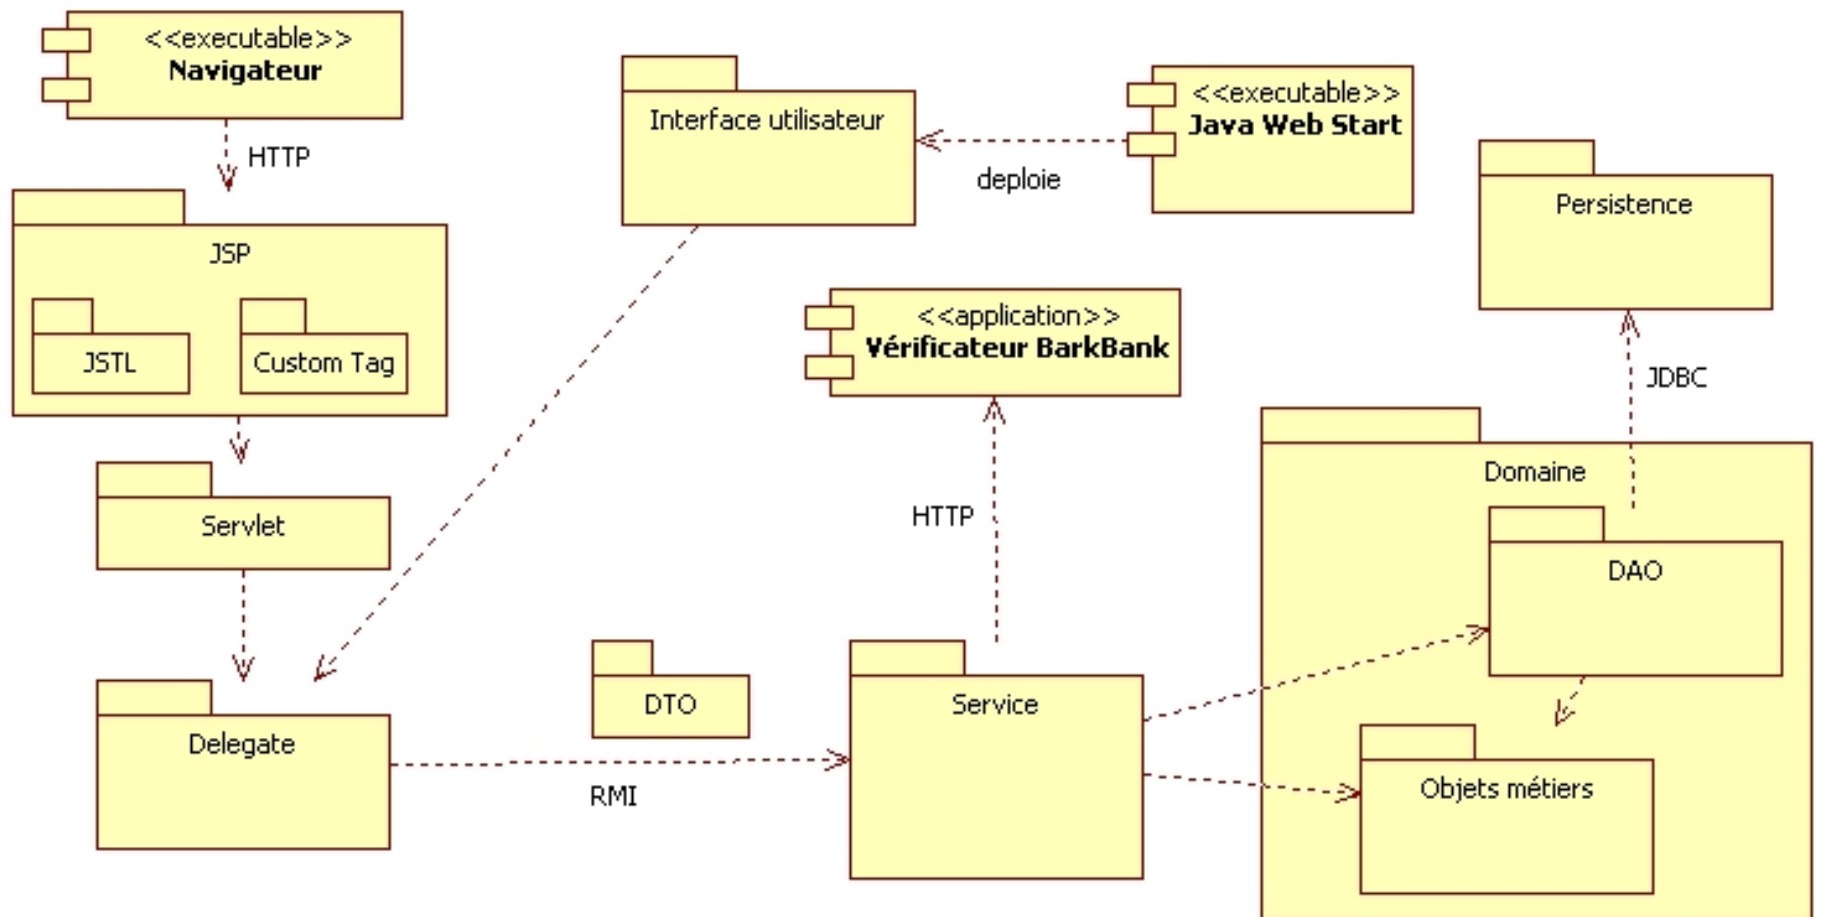 <<executable>>
Navigateur
HTTP
JSP
JSTL
Custom Tag
Servlet
Delegate
Interface utilisateur
<<executable>>
Java Web Start
deploie
<<application>>
Vérificateur BarkBank
HTTP
DTO
RMI
Service
Persistence
JDBC
Domaine
DAO
Objets métiers